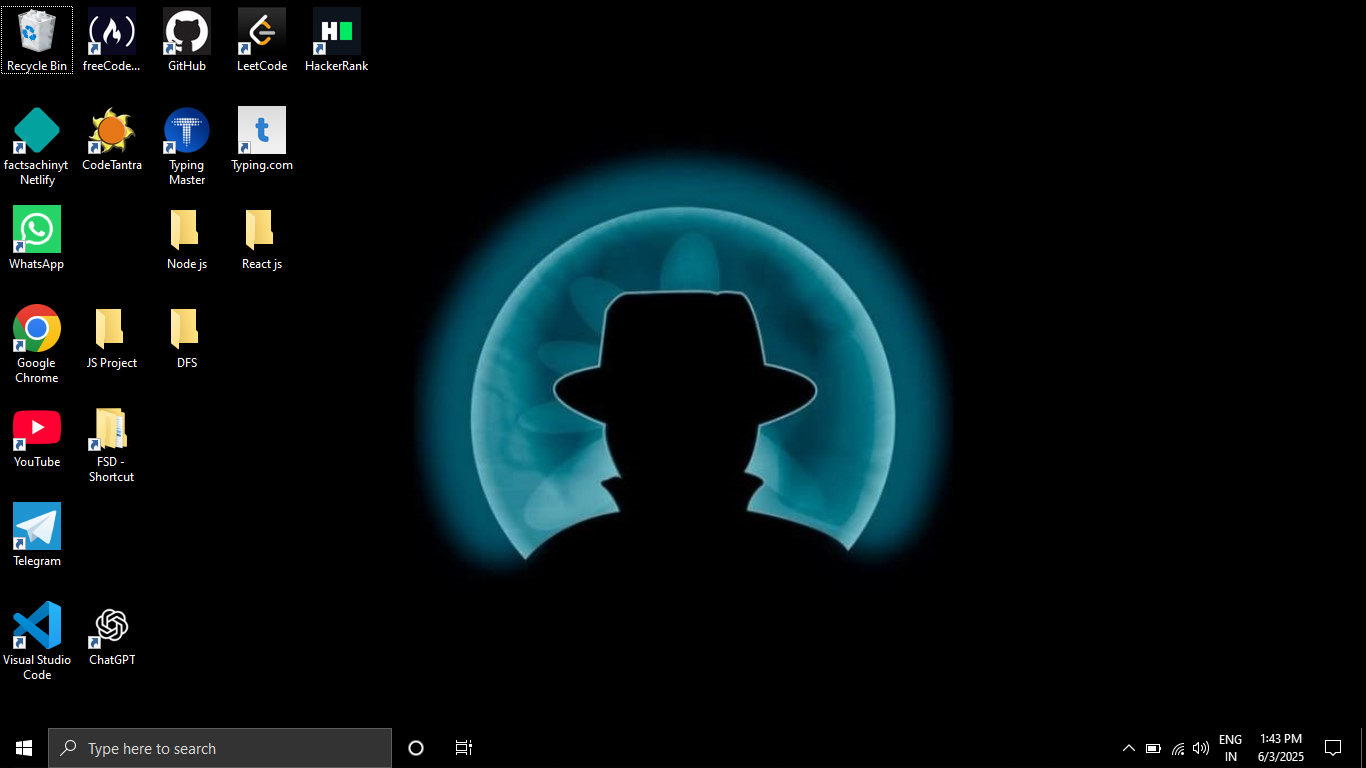 Recycle Bin
freeCode...
GitHub
LeetCode
HackerRank
factsachinyt
Netlify
CodeTantra
Typing
Master
Typing.com
WhatsApp
Node js
React js
Google
Chrome
JS Project
DFS
YouTube
FSD -
Shortcut
Telegram
Visual Studio
Code
ChatGPT
Type here to search
ENG
IN
1:43 PM
6/3/2025